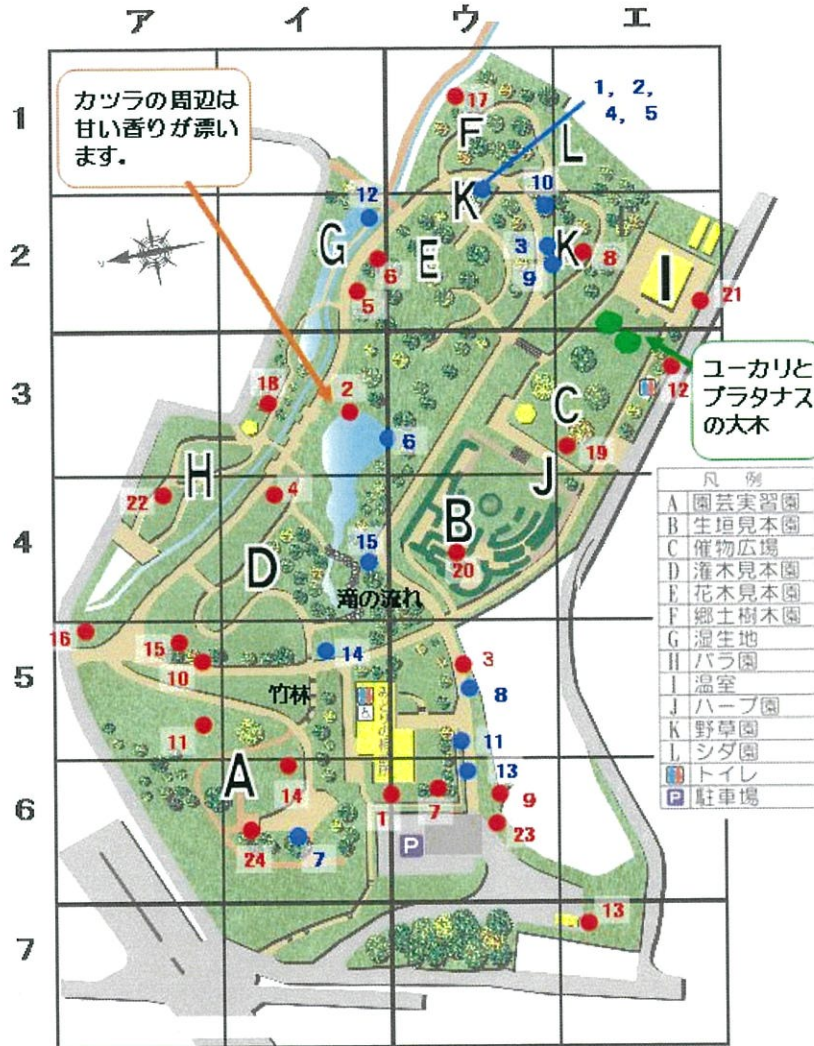 ア イ ウ エ
1
2
3
4
5
6
7
カツラの周辺は
甘い香りが漂い
ます。
1, 2,
4, 5
17
F
L
K
10
12
G
E
3
K
8
6
9
5
I
21
ユーカリと
プラタナス
の大木
12
18
2
C
6
19
H
J
22
4
B
15
20
D
滝の流れ
16
15
10
14
3
8
竹林
11
11
A
14
13
1
7
9
23
24
7
P
13
凡 例
A 園芸実習園
B 生垣見本園
C 催物広場
D 潅木見本園
E 花木見本園
F 郷土樹木園
G 湿生地
H バラ園
I 温室
J ハーブ園
K 野草園
L シダ園
トイレ
P 駐車場